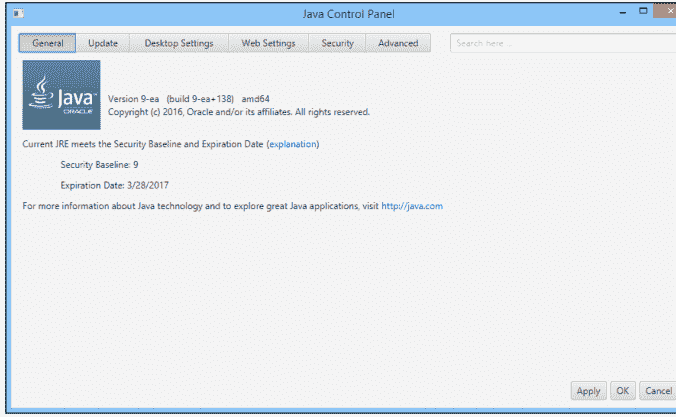 Java Control Panel
General Update Desktop Settings Web Settings Security Advanced Search here ...
Java
ORACLE
Version 9-ea (build 9-ea+138) amd64
Copyright (c) 2016, Oracle and/or its affiliates. All rights reserved.
Current JRE meets the Security Baseline and Expiration Date (explanation)
Security Baseline: 9
Expiration Date: 3/28/2017
For more information about Java technology and to explore great Java applications, visit http://java.com
Apply OK Cancel